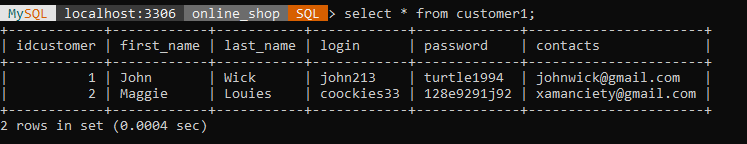 MySQL localhost:3306 online_shop SQL > select * from customer1;
+------------+------------+-----------+------------+------------+----------------------+
| idcustomer | first_name | last_name | login | password | contacts |
+------------+------------+-----------+------------+------------+----------------------+
| 1 | John | Wick | john213 | turtle1994 | johnwick@gmail.com |
| 2 | Maggie | Louies | coockies33 | 128e9291j92 | xamanciety@gmail.com |
+------------+------------+-----------+------------+------------+----------------------+
2 rows in set (0.0004 sec)